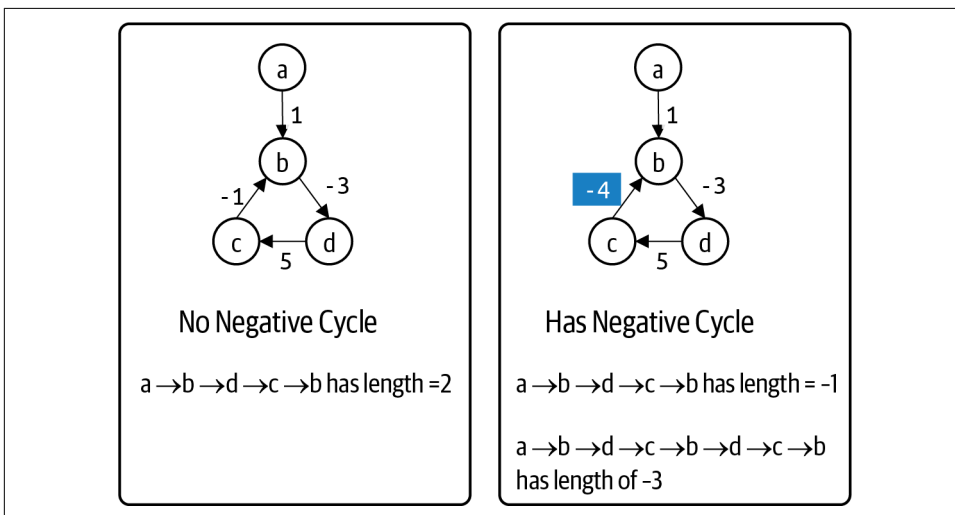 a
1
b
- 1
- 3
c
d
5
No Negative Cycle
a →b →d →c →b has length =2
a
1
b
- 4
- 3
c
d
5
Has Negative Cycle
a →b →d →c →b has length = –1
a →b →d →c →b →d →c →b
has length of –3